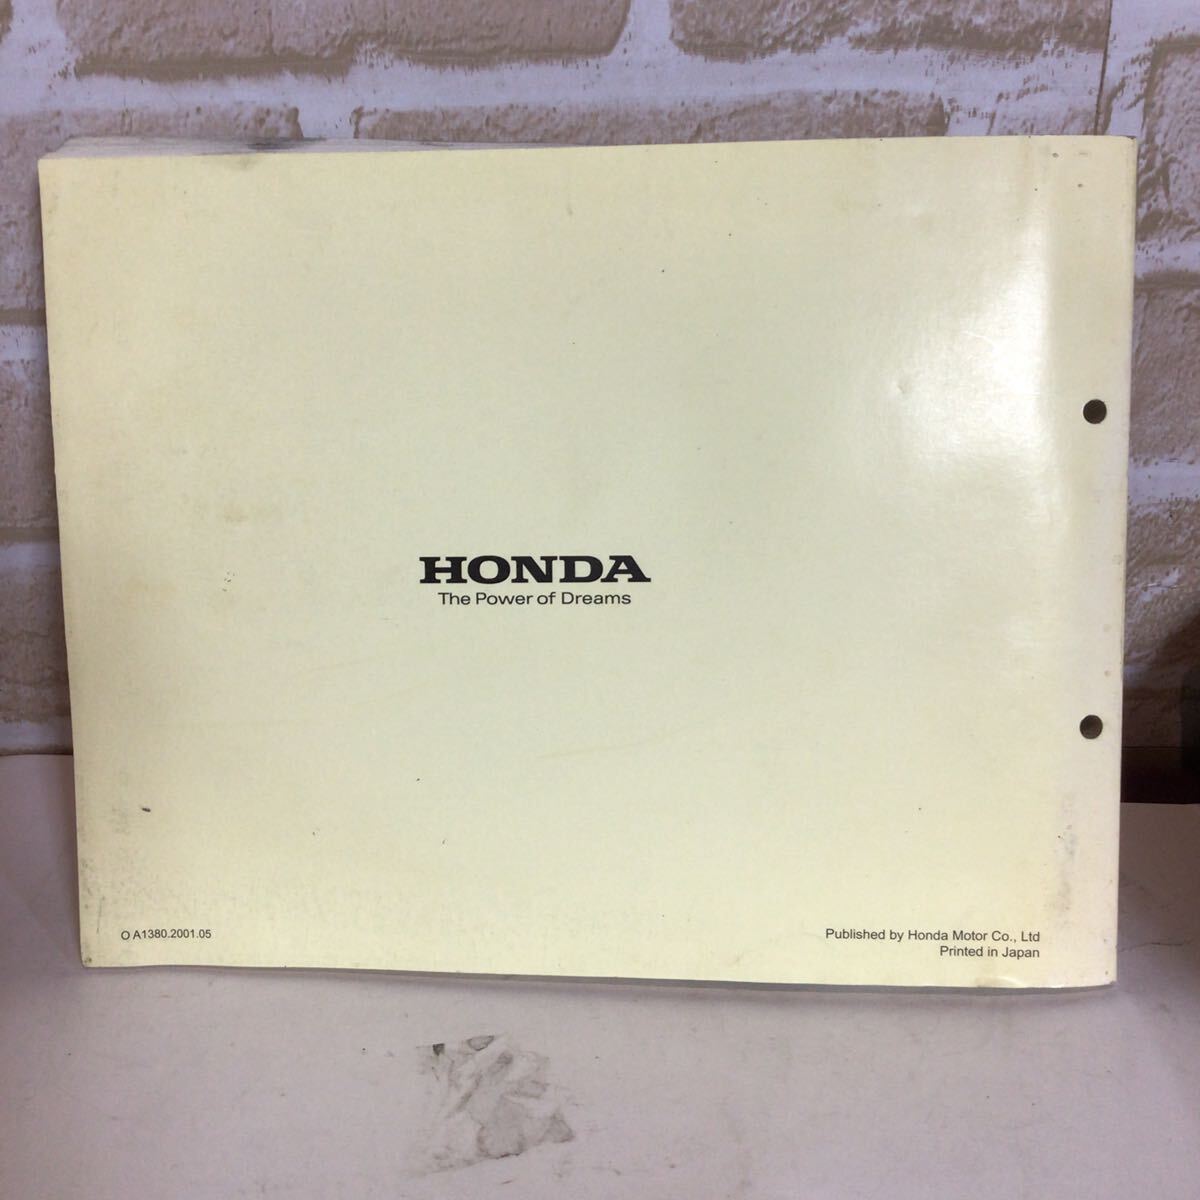 HONDA
The Power of Dreams
O A1380.2001.05
Published by Honda Motor Co., Ltd
Printed in Japan